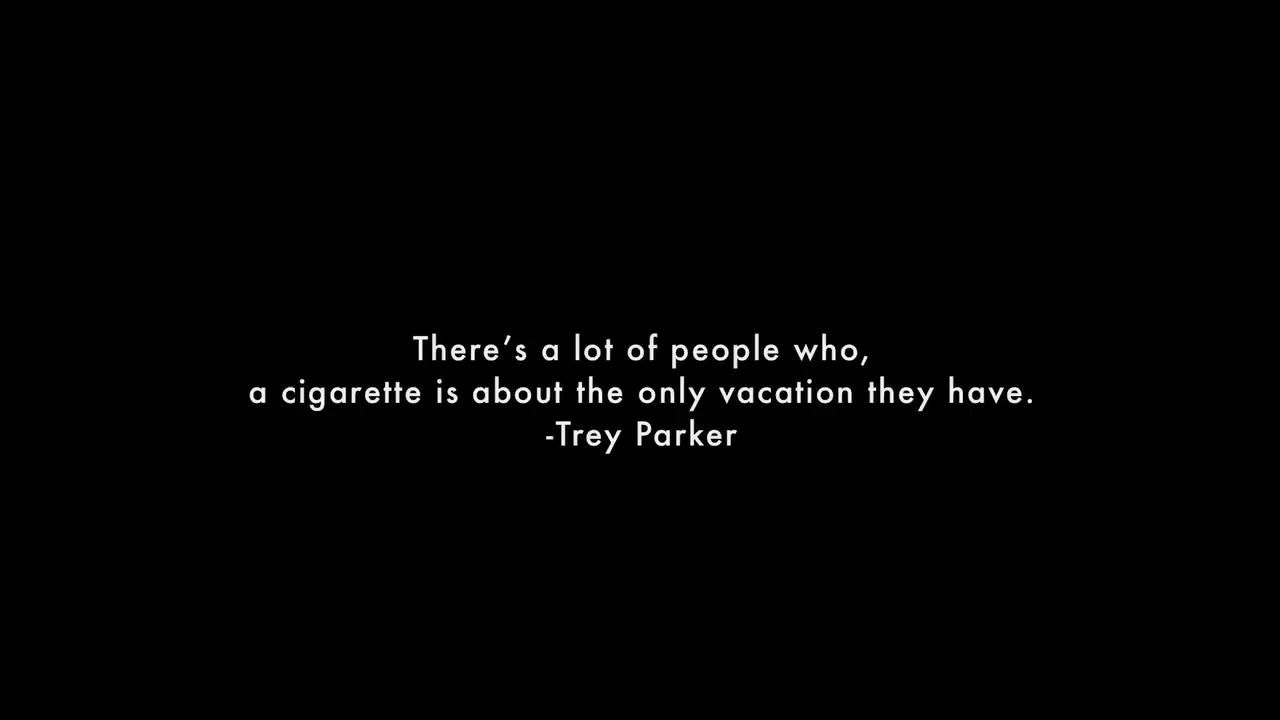 There’s a lot of people who,
a cigarette is about the only vacation they have.
-Trey Parker